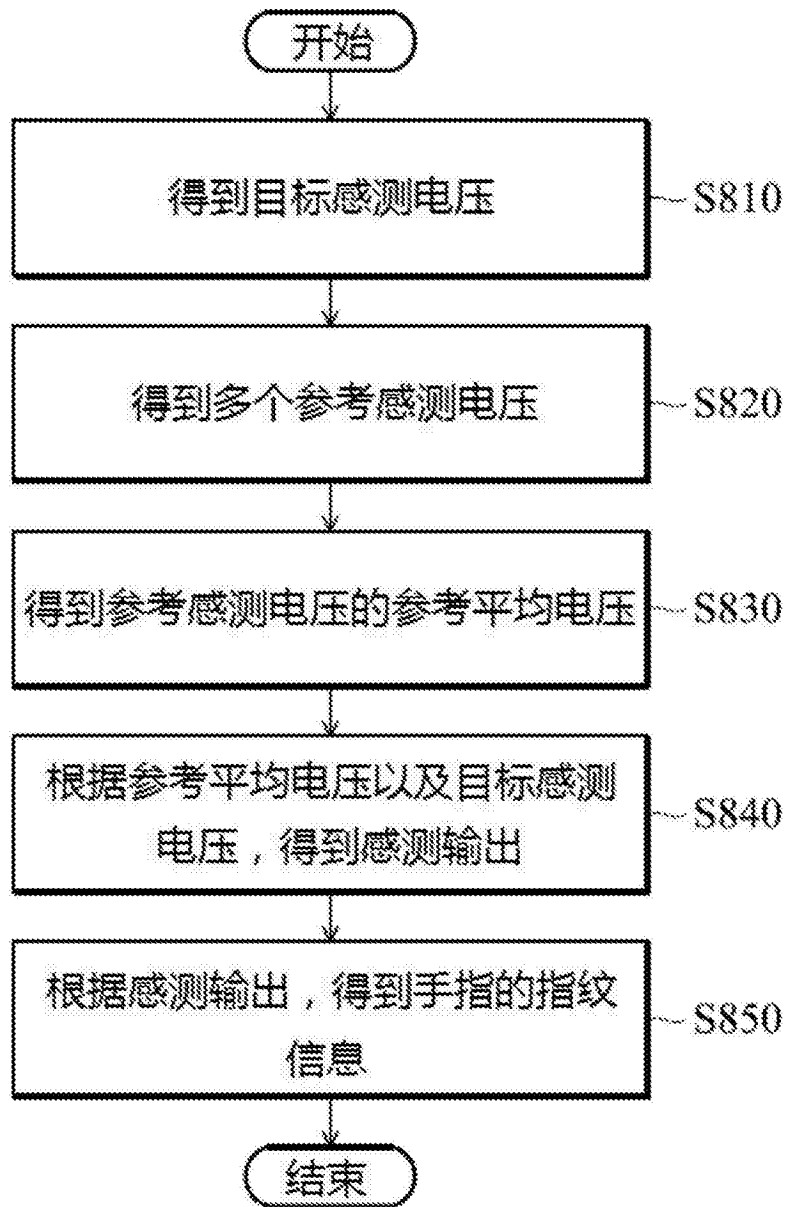 开始
得到目标感测电压
S810
得到多个参考感测电压
S820
得到参考感测电压的参考平均电压
S830
根据参考平均电压以及目标感测
电压，得到感测输出
S840
根据感测输出，得到手指的指纹
信息
S850
结束